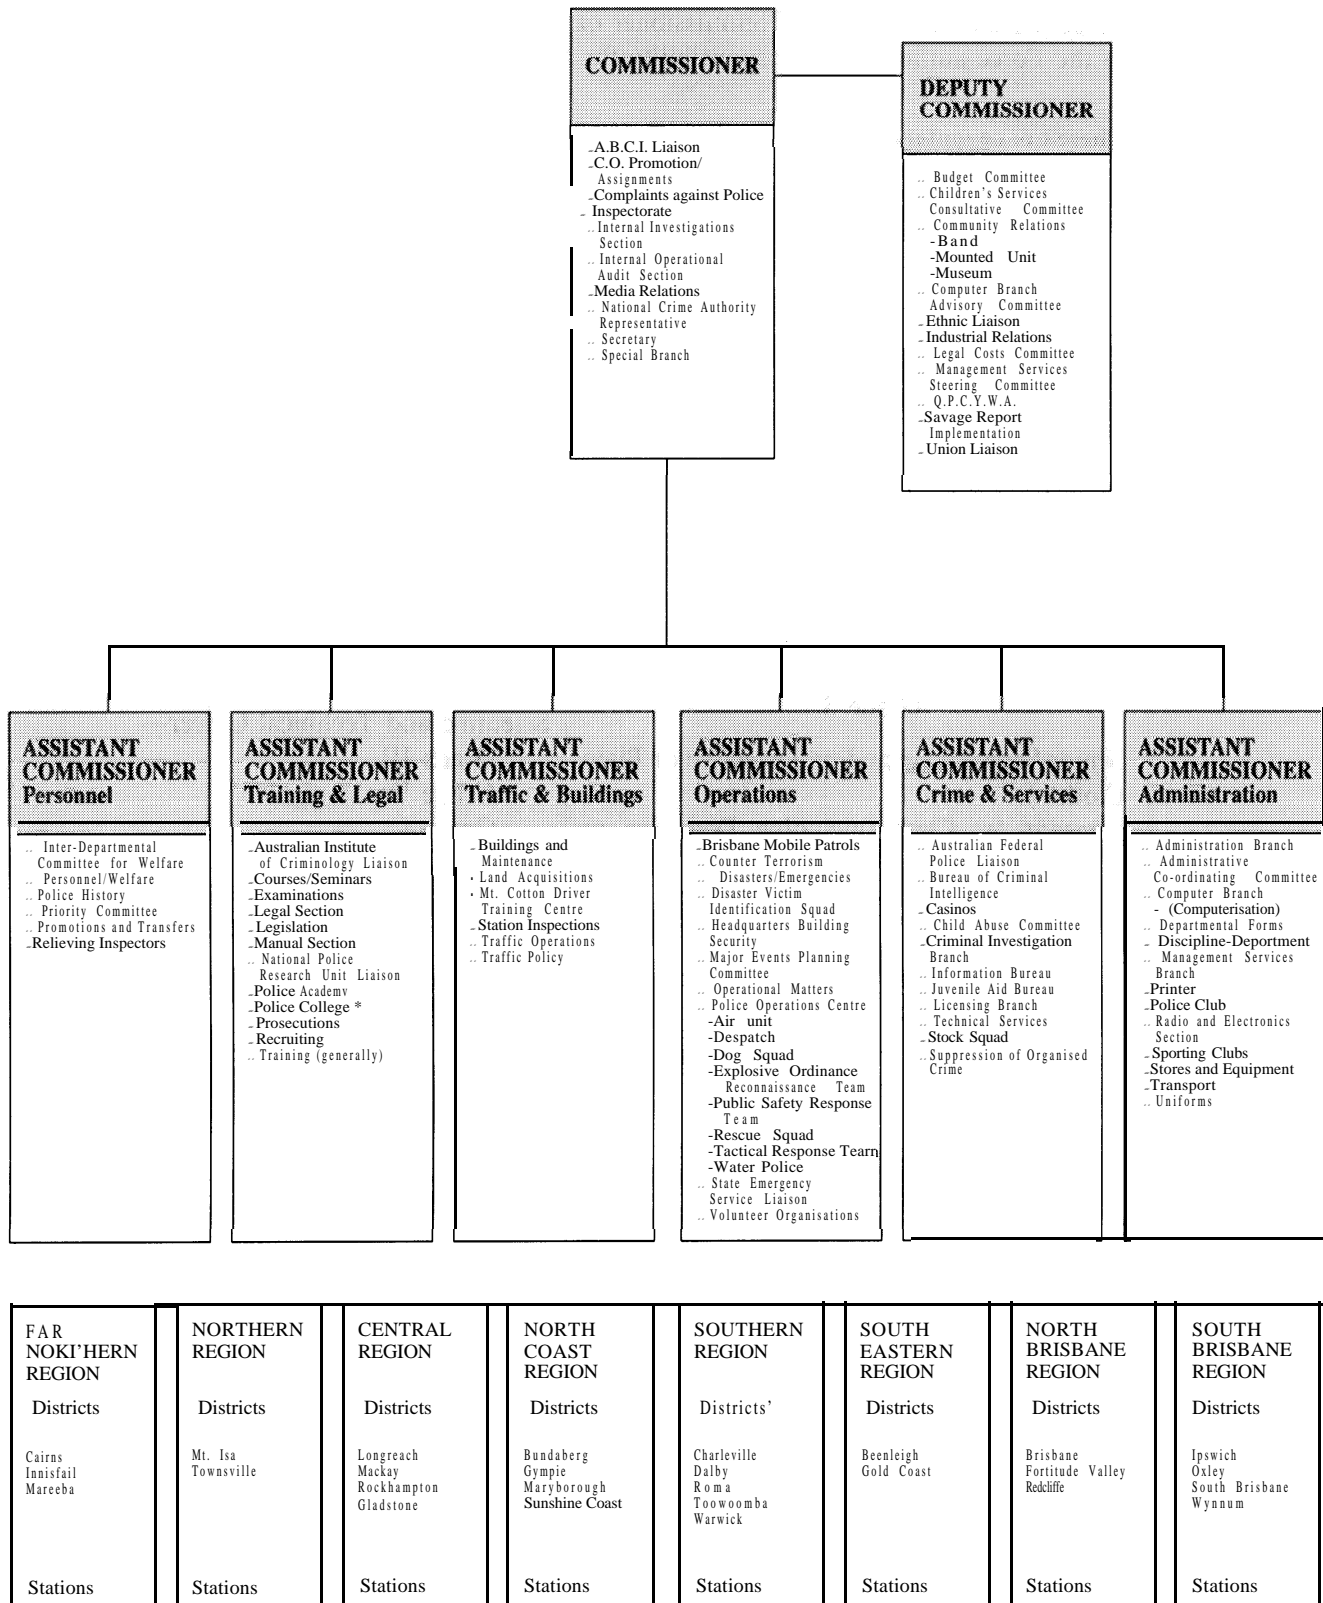 COMMISSIONER
A.B.C.I. Liaison
C.O. Promotion/
Assignments
Complaints against Police
Inspectorate
Internal Investigations
Section
Internal Operational
Audit Section
Media Relations
National Crime Authority
Representative
Secretary
Special Branch
DEPUTY
COMMISSIONER
Budget Committee
Children's Services
Consultative Committee
Community Relations
-Band
-Mounted Unit
-Museum
Computer Branch
Advisory Committee
Ethnic Liaison
Industrial Relations
Legal Costs Committee
Management Services
Steering Committee
Q.P.C.Y.W.A.
Savage Report
Implementation
Union Liaison
ASSISTANT
COMMISSIONER
Personnel
Inter-Departmental
Committee for Welfare
Personnel/Welfare
Police History
Priority Committee
Promotions and Transfers
Relieving Inspectors
ASSISTANT
COMMISSIONER
Training & Legal
Australian Institute
of Criminology Liaison
Courses/Seminars
Examinations
Legal Section
Legislation
Manual Section
National Police
Research Unit Liaison
Police Academv
Police College *
Prosecutions
Recruiting
Training (generally)
ASSISTANT
COMMISSIONER
Traffic & Buildings
Buildings and
Maintenance
Land Acquisitions
Mt. Cotton Driver
Training Centre
Station Inspections
Traffic Operations
Traffic Policy
ASSISTANT
COMMISSIONER
Operations
Brisbane Mobile Patrols
Counter Terrorism
Disasters/Emergencies
Disaster Victim
Identification Squad
Headquarters Building
Security
Major Events Planning
Committee
Operational Matters
Police Operations Centre
-Air unit
-Despatch
-Dog Squad
-Explosive Ordinance
Reconnaissance Team
-Public Safety Response
Team
-Rescue Squad
-Tactical Response Tearn
-Water Police
State Emergency
Service Liaison
Volunteer Organisations
ASSISTANT
COMMISSIONER
Crime & Services
Australian Federal
Police Liaison
Bureau of Criminal
Intelligence
Casinos
Child Abuse Committee
Criminal Investigation
Branch
Information Bureau
Juvenile Aid Bureau
Licensing Branch
Technical Services
Stock Squad
Suppression of Organised
Crime
ASSISTANT
COMMISSIONER
Administration
Administration Branch
Administrative
Co-ordinating Committee
Computer Branch
- (Computerisation)
Departmental Forms
Discipline-Deportment
Management Services
Branch
Printer
Police Club
Radio and Electronics
Section
Sporting Clubs
Stores and Equipment
Transport
Uniforms
FAR
NOKI'HERN
REGION
Districts
Cairns
Innisfail
Mareeba
Stations
NORTHERN
REGION
Districts
Mt. Isa
Townsville
Stations
CENTRAL
REGION
Districts
Longreach
Mackay
Rockhampton
Gladstone
Stations
NORTH
COAST
REGION
Districts
Bundaberg
Gympie
Maryborough
Sunshine Coast
Stations
SOUTHERN
REGION
Districts'
Charleville
Dalby
Roma
Toowoomba
Warwick
Stations
SOUTH
EASTERN
REGION
Districts
Beenleigh
Gold Coast
Stations
NORTH
BRISBANE
REGION
Districts
Brisbane
Fortitude Valley
Redcliffe
Stations
SOUTH
BRISBANE
REGION
Districts
Ipswich
Oxley
South Brisbane
Wynnum
Stations